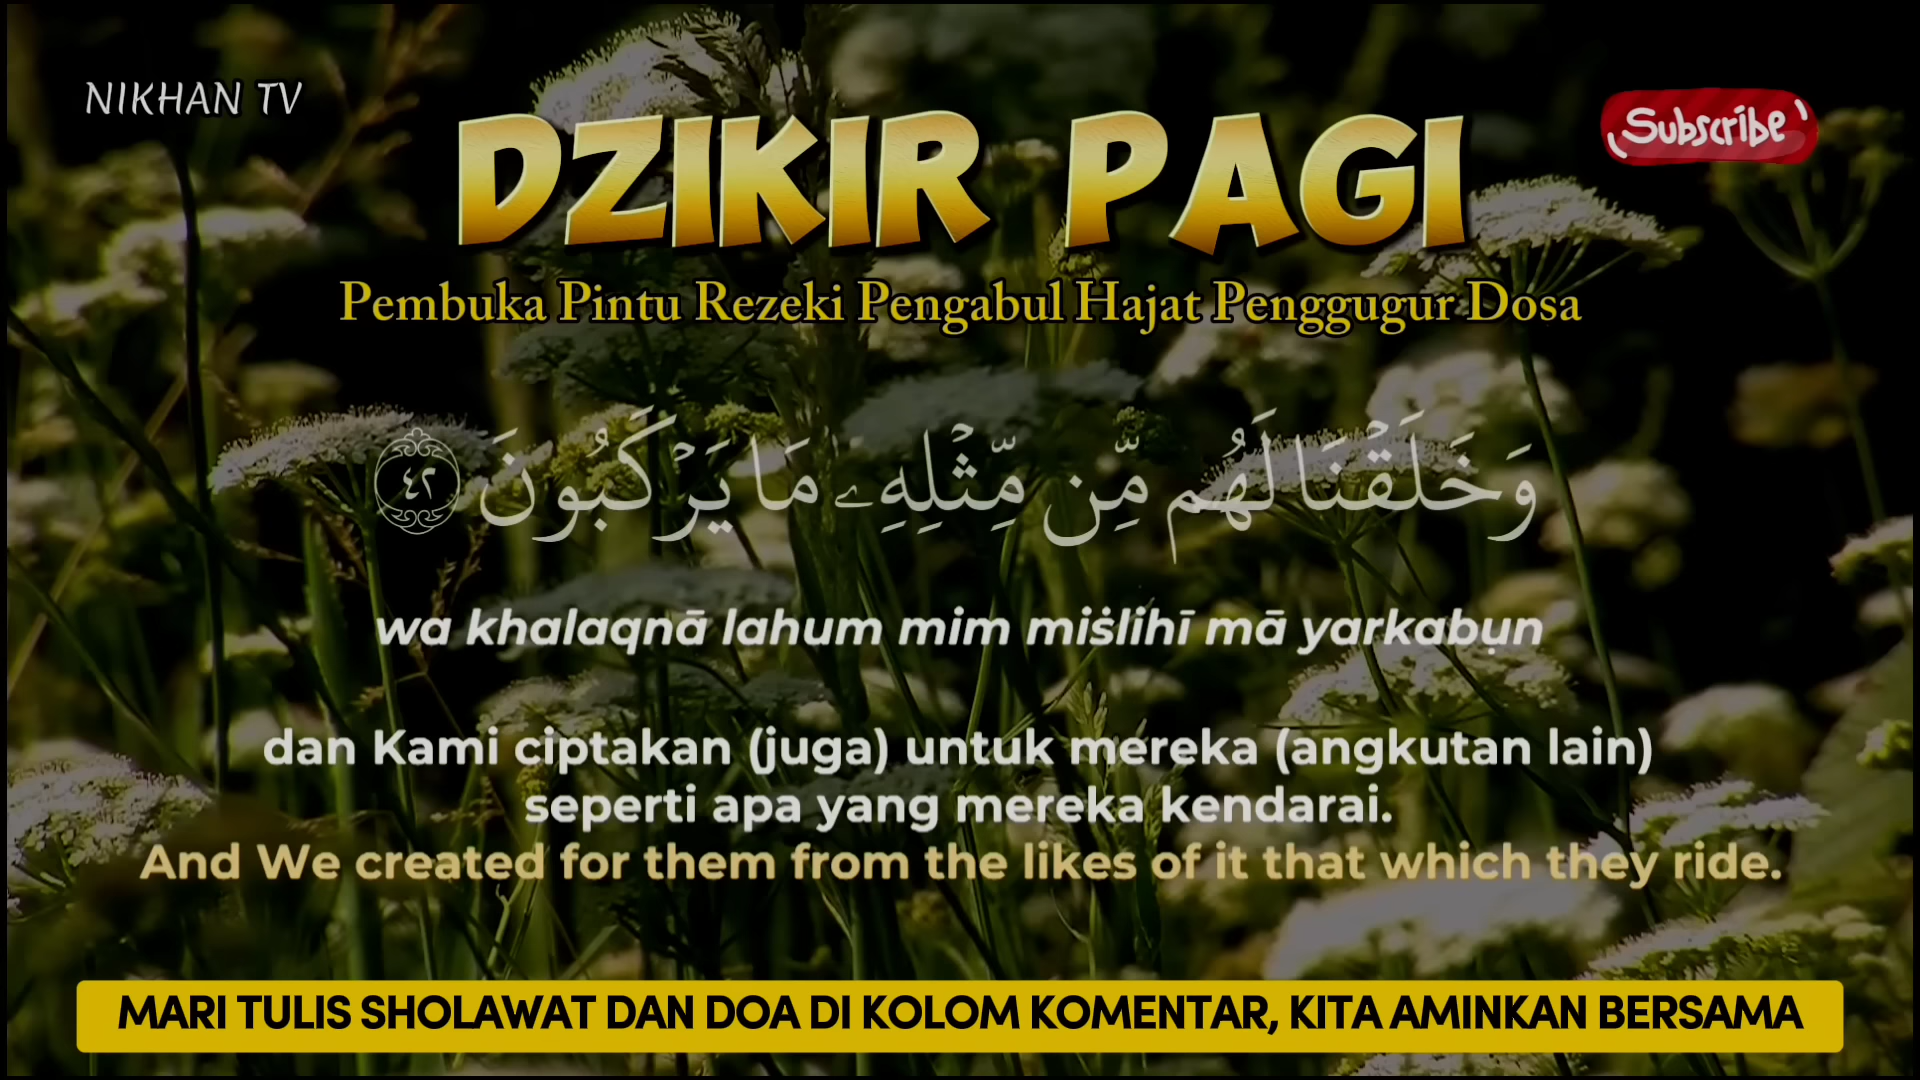 NIKHAN TV
Subscribe
DZIKIR PAGI
Pembuka Pintu Rezeki Pengabul Hajat Penggugur Dosa
وَخَلَقْنَا لَهُم مِّن مِّثْلِهِۦ مَا يَرْكَبُونَ ٤٢
wa khalaqnā lahum mim miṡlihī mā yarkabụn
dan Kami ciptakan (juga) untuk mereka (angkutan lain)
seperti apa yang mereka kendarai.
And We created for them from the likes of it that which they ride.
MARI TULIS SHOLAWAT DAN DOA DI KOLOM KOMENTAR, KITA AMINKAN BERSAMA